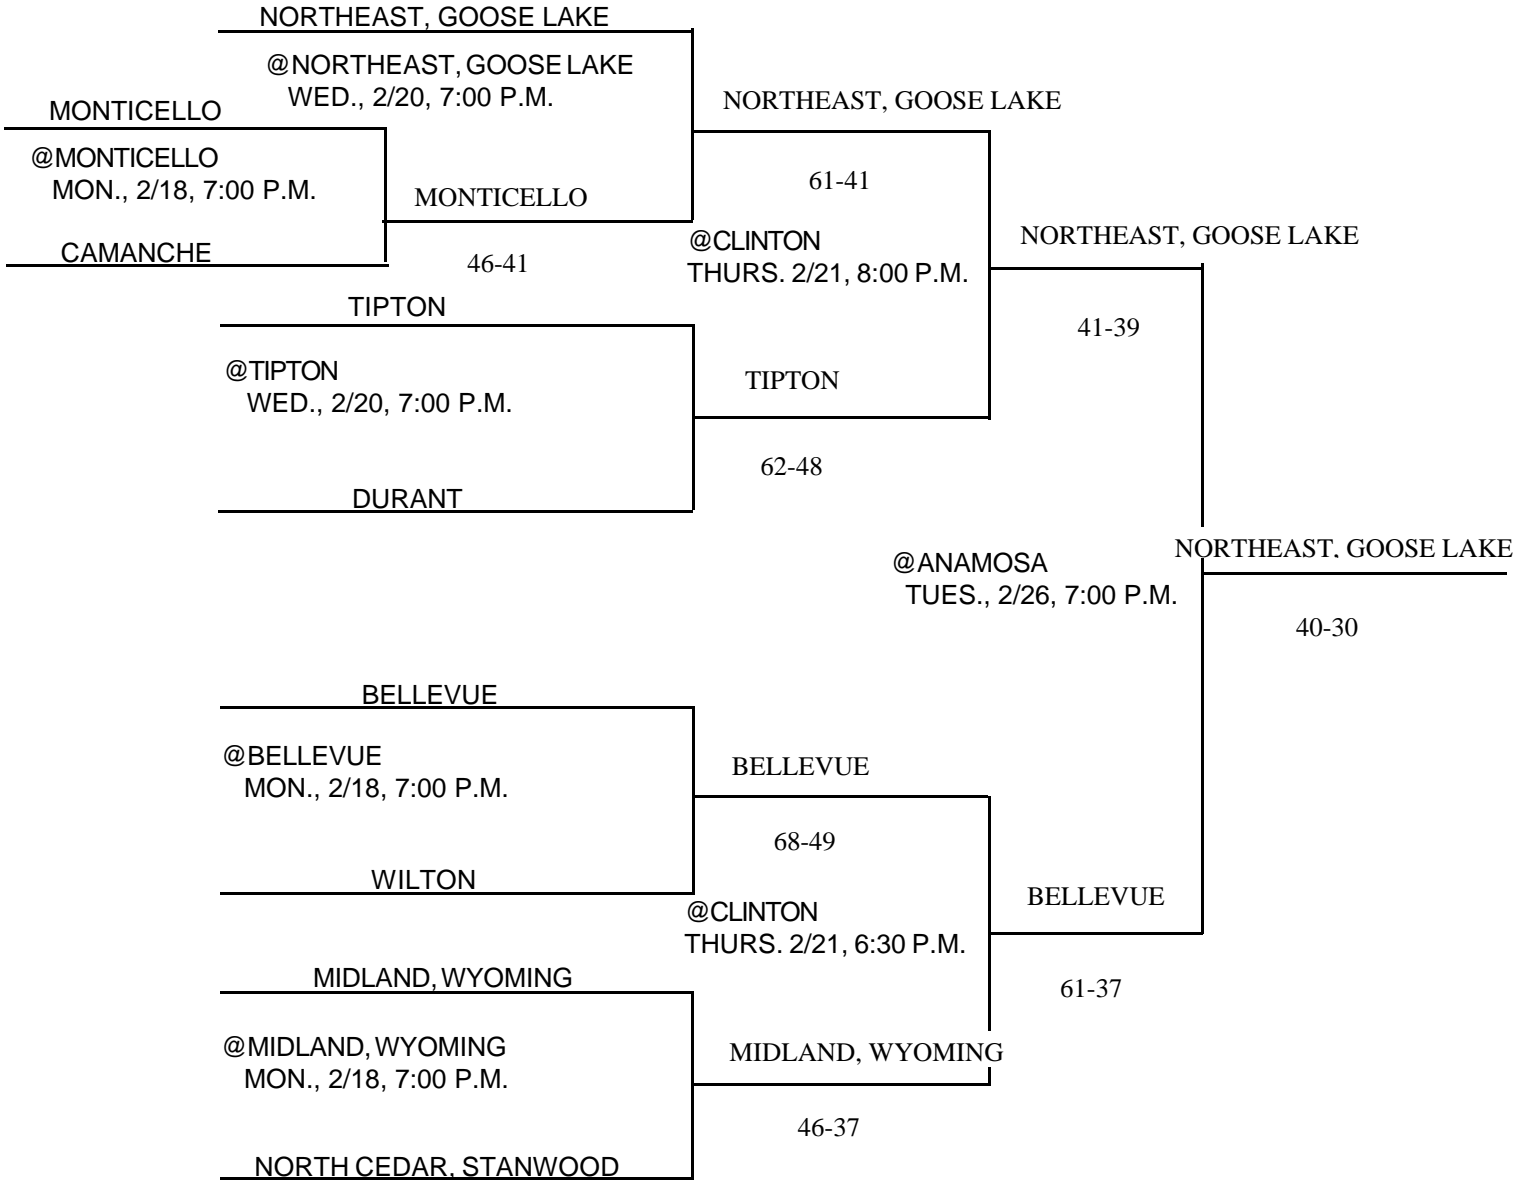 NORTHEAST, GOOSE LAKE
@NORTHEAST, GOOSE LAKE
WED., 2/20, 7:00 P.M.
NORTHEAST, GOOSE LAKE
MONTICELLO
@MONTICELLO
MON., 2/18, 7:00 P.M.
MONTICELLO
61-41
CAMANCHE
46-41
@CLINTON
THURS. 2/21, 8:00 P.M.
NORTHEAST, GOOSE LAKE
TIPTON
41-39
@TIPTON
WED., 2/20, 7:00 P.M.
TIPTON
62-48
DURANT
@ANAMOSA
TUES., 2/26, 7:00 P.M.
NORTHEAST, GOOSE LAKE
40-30
BELLEVUE
@BELLEVUE
MON., 2/18, 7:00 P.M.
BELLEVUE
68-49
WILTON
@CLINTON
THURS. 2/21, 6:30 P.M.
BELLEVUE
61-37
MIDLAND, WYOMING
@MIDLAND, WYOMING
MON., 2/18, 7:00 P.M.
MIDLAND, WYOMING
46-37
NORTH CEDAR, STANWOOD